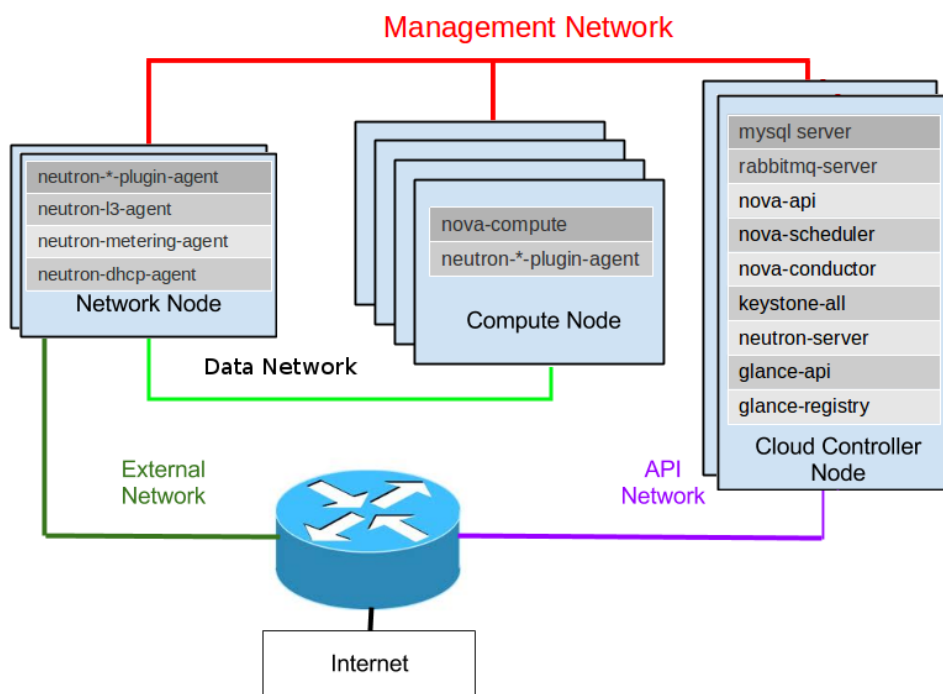 Management Network
neutron-*-plugin-agent
neutron-l3-agent
neutron-metering-agent
neutron-dhcp-agent
Network Node
nova-compute
neutron-*-plugin-agent
Compute Node
mysql server
rabbitmq-server
nova-api
nova-scheduler
nova-conductor
keystone-all
neutron-server
glance-api
glance-registry
Cloud Controller
Node
Data Network
External
Network
API
Network
Internet